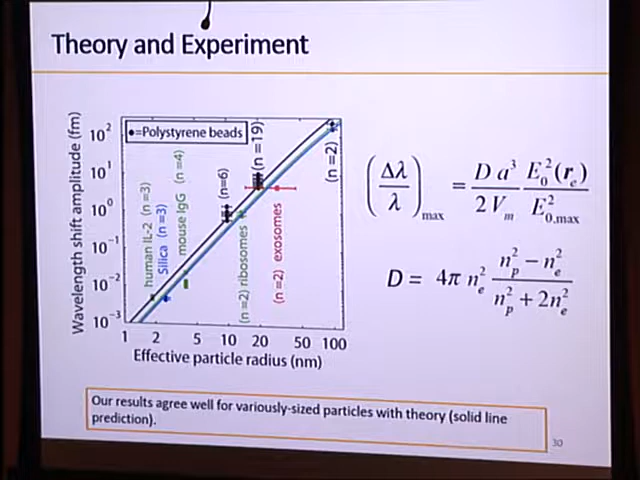 Theory and Experiment
Wavelength shift amplitude (fm)
10²
10¹
10⁰
10⁻¹
10⁻²
10⁻³
♦=Polystyrene beads
human IL-2 (n =3)
Silica (n =3)
mouse IgG (n =4)
(n=6)
(n =19)
(n =2) ribosomes
(n =2) exosomes
(n =2)
1 2 5 10 20 50 100
Effective particle radius (nm)
(Δλ/λ)max = D a³/2 Vₘ E₀²(rₑ)/E²₀,max
D = 4π nₑ² (nₚ² − nₑ²)/(nₚ² + 2nₑ²)
Our results agree well for variously-sized particles with theory (solid line
prediction).
30